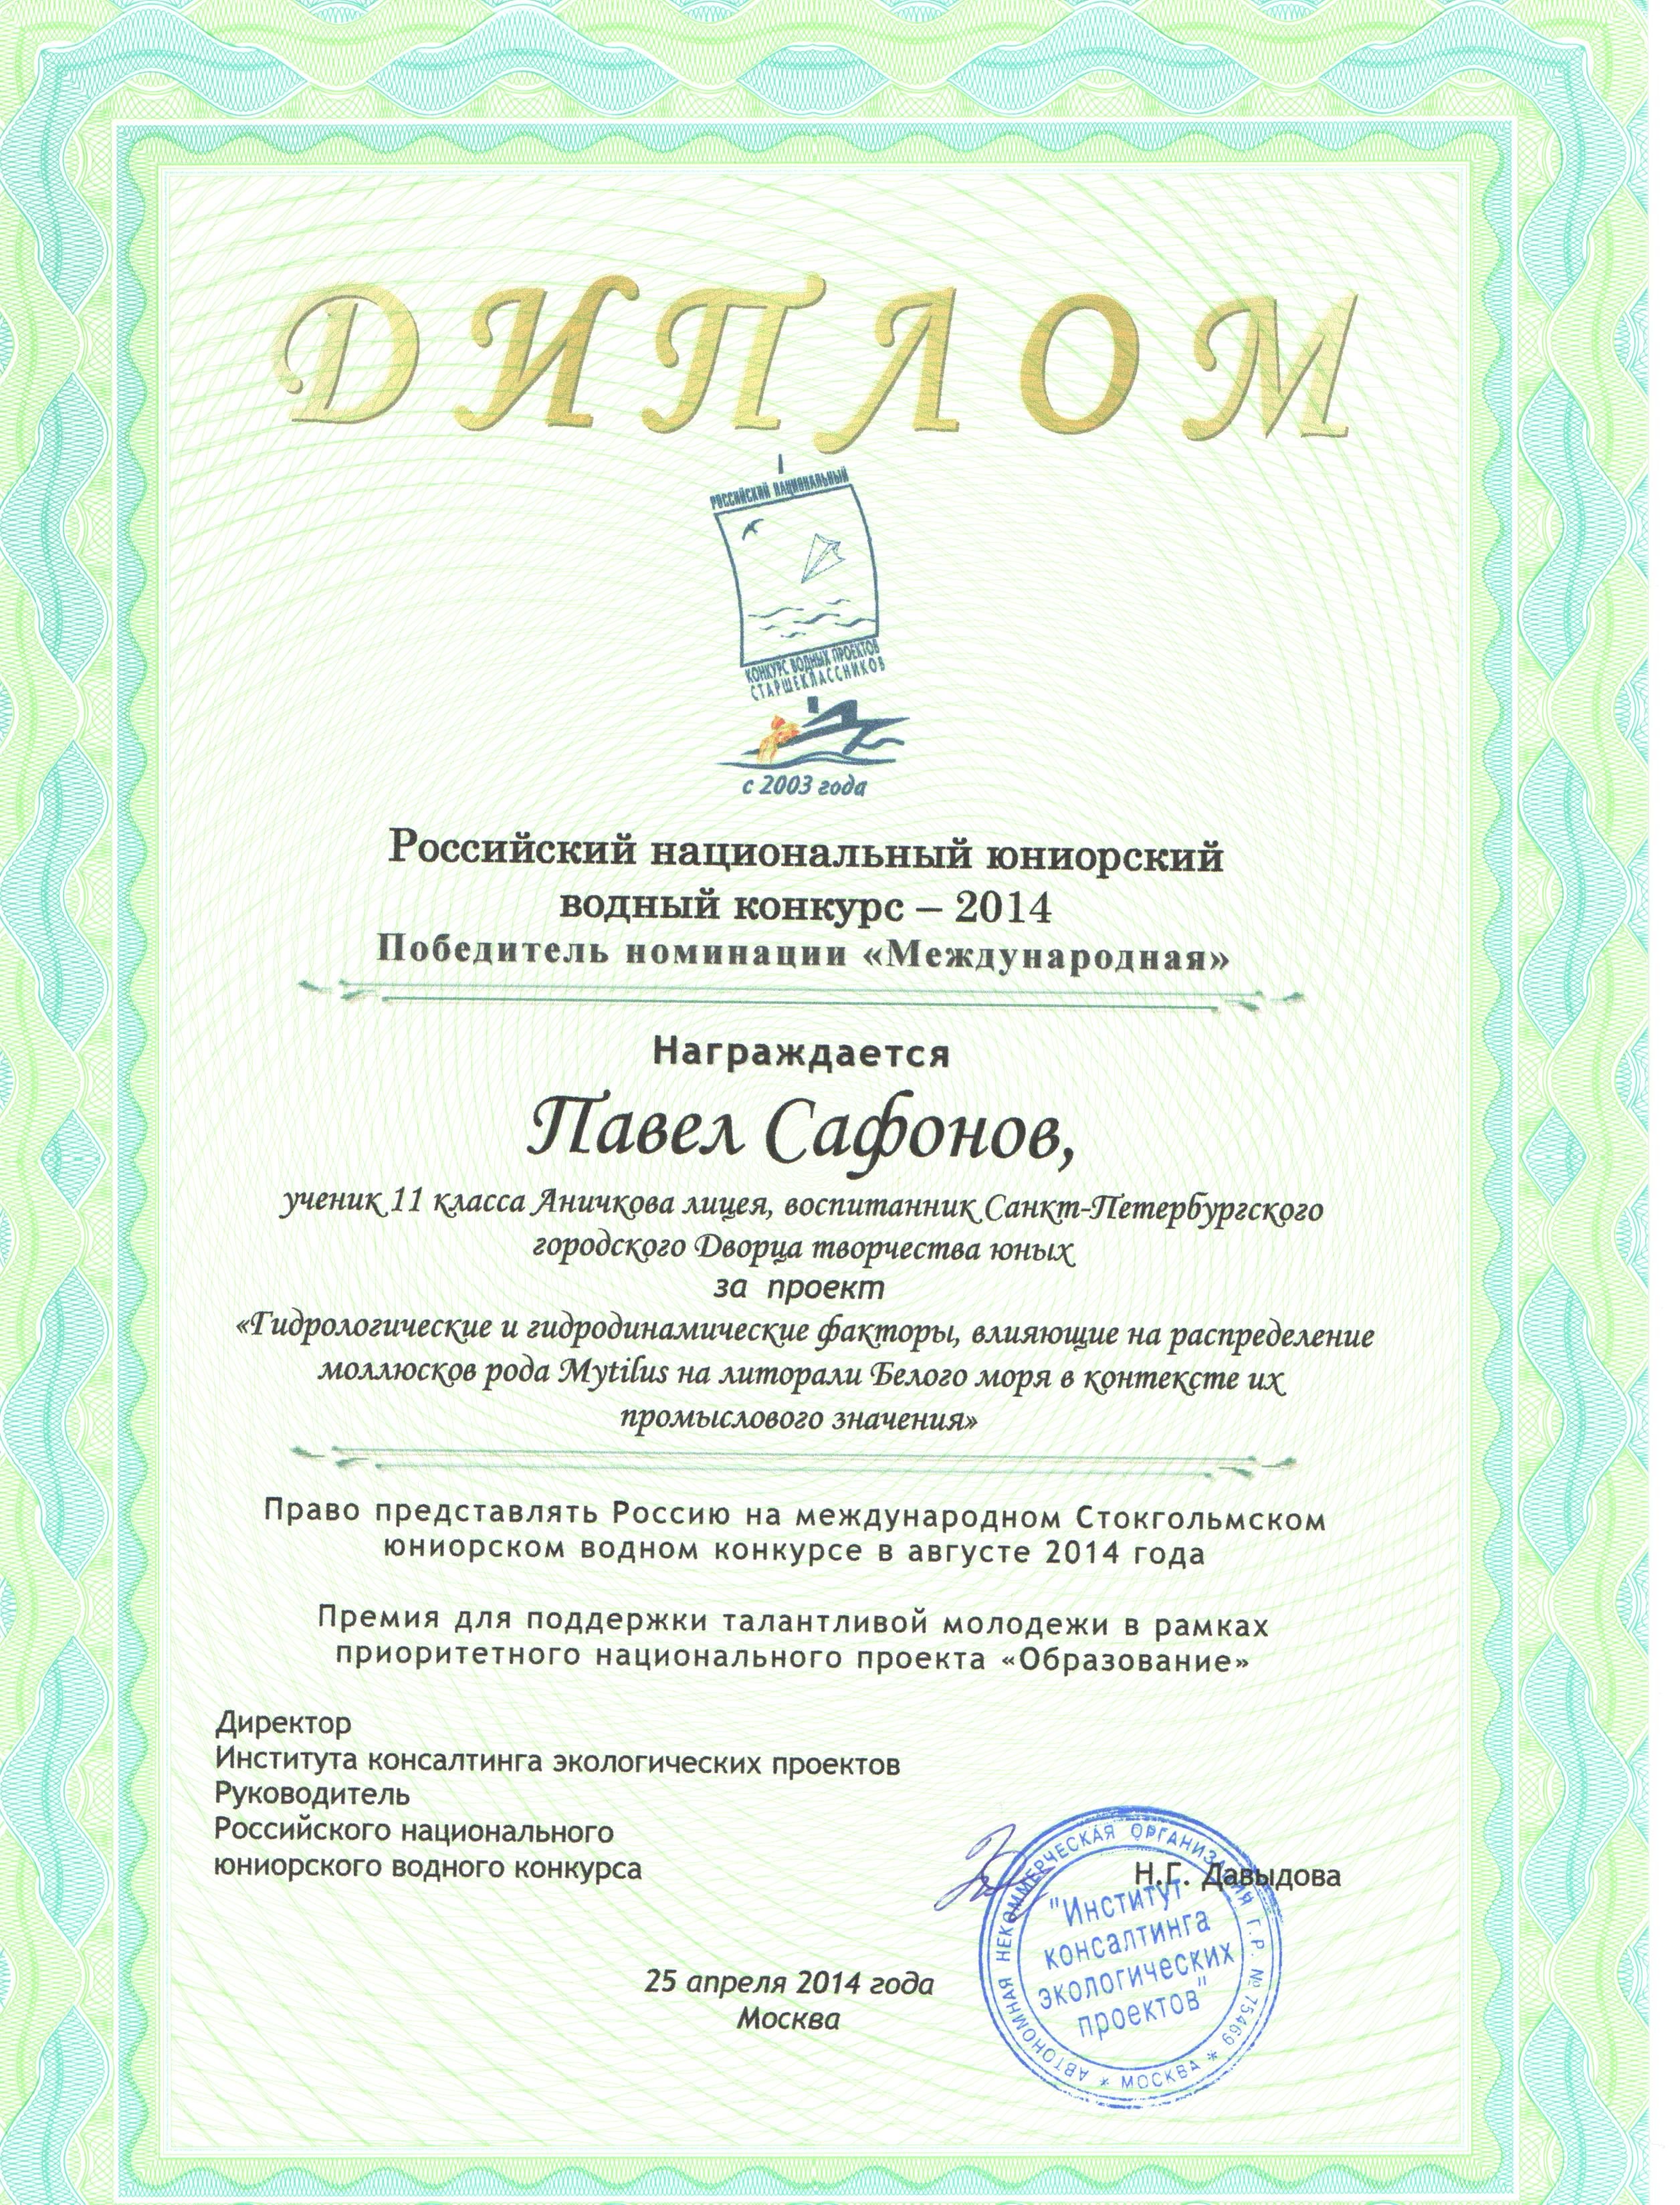 ДИПЛОМ
РОССИЙСКИЙ НАЦИОНАЛЬНЫЙ
КОНКУРС ВОДНЫХ ПРОЕКТОВ
СТАРШЕКЛАССНИКОВ
с 2003 года
Российский национальный юниорский
водный конкурс – 2014
Победитель номинации «Международная»
Награждается
Павел Сафонов,
ученик 11 класса Аничкова лицея, воспитанник Санкт-Петербургского
городского Дворца творчества юных
за проект
«Гидрологические и гидродинамические факторы, влияющие на распределение
моллюсков рода Mytilus на литорали Белого моря в контексте их
промыслового значения»
Право представлять Россию на международном Стокгольмском
юниорском водном конкурсе в августе 2014 года
Премия для поддержки талантливой молодежи в рамках
приоритетного национального проекта «Образование»
Директор
Института консалтинга экологических проектов
Руководитель
Российского национального
юниорского водного конкурса
Н.Г. Давыдова
АВТОНОМНАЯ НЕКОММЕРЧЕСКАЯ ОРГАНИЗАЦИЯ Г.Р. № 75469 * МОСКВА *
"Институт
консалтинга
экологических
проектов"
25 апреля 2014 года
Москва